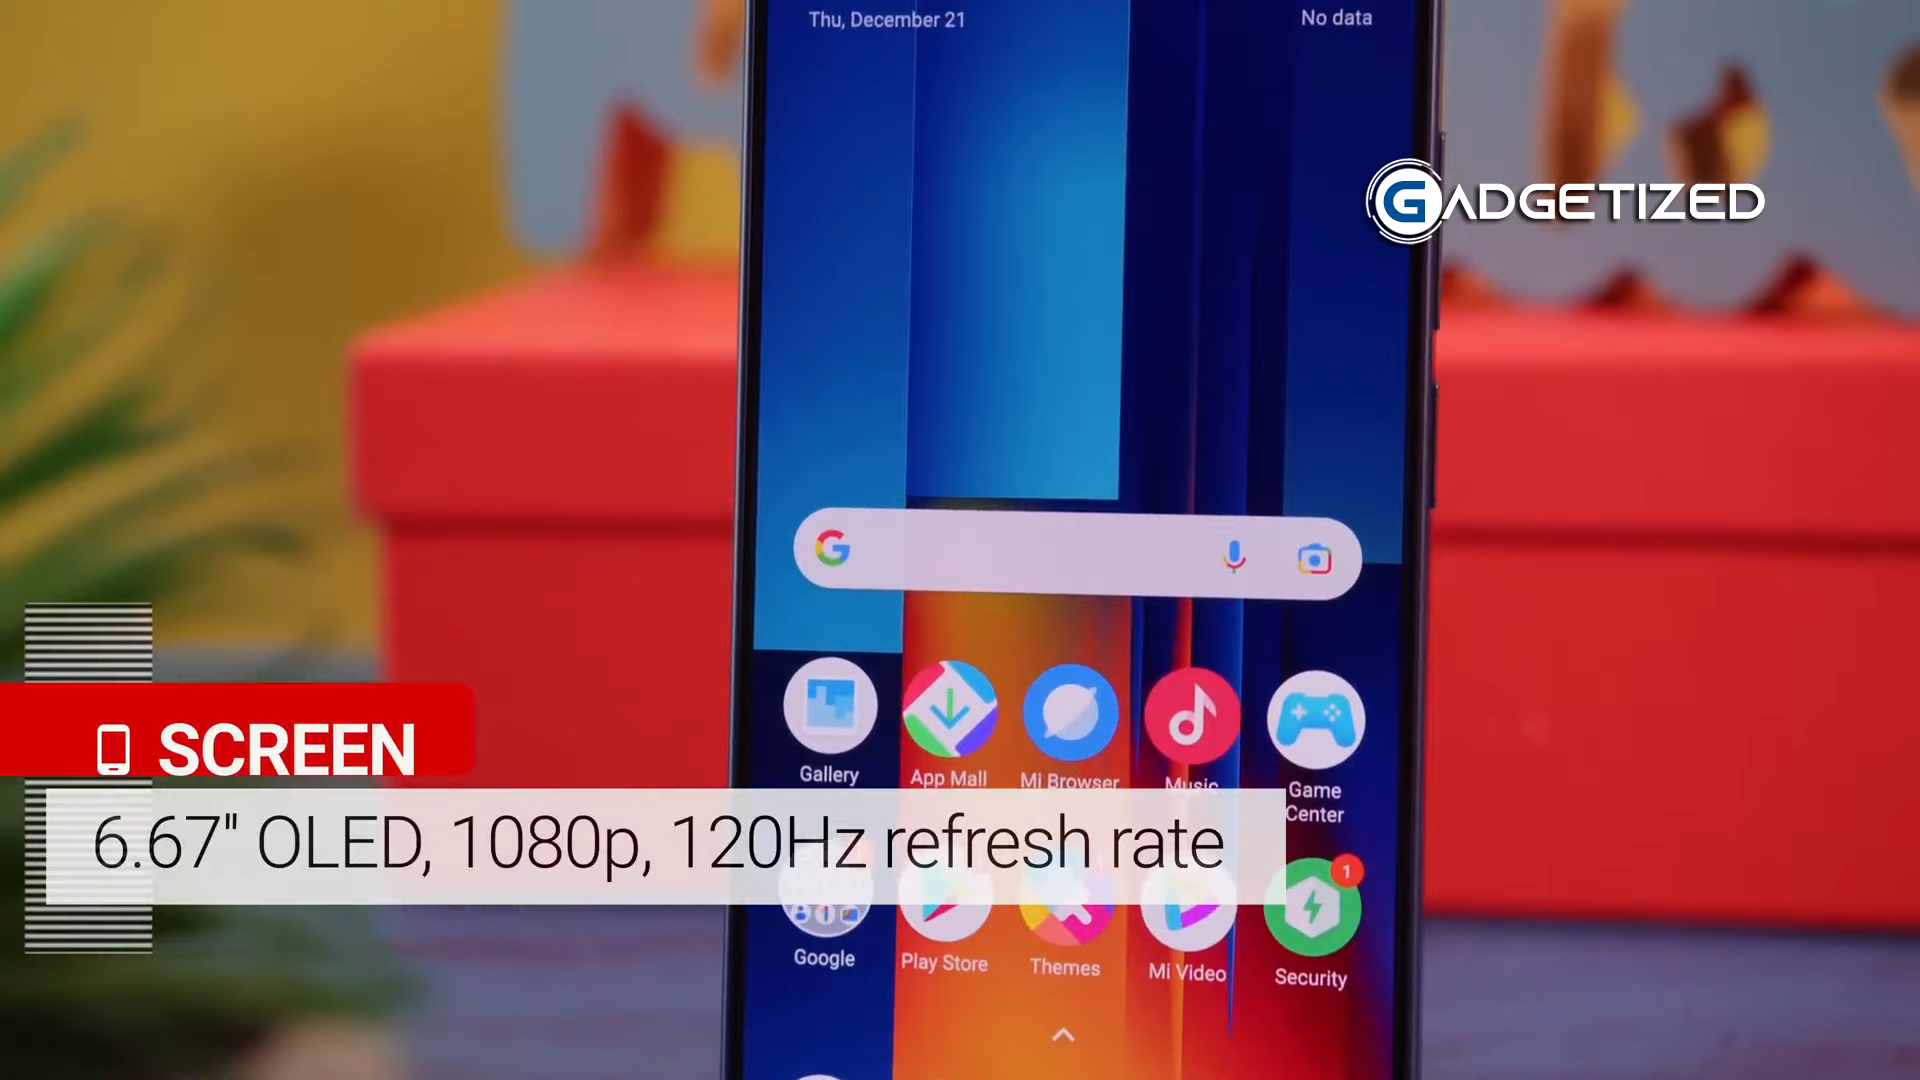 Thu, December 21
No data
GADGETIZED
Gallery
App Mall
Mi Browser
Music
Game
Center
SCREEN
6.67" OLED, 1080p, 120Hz refresh rate
1
Google
Play Store
Themes
Mi Video
Security